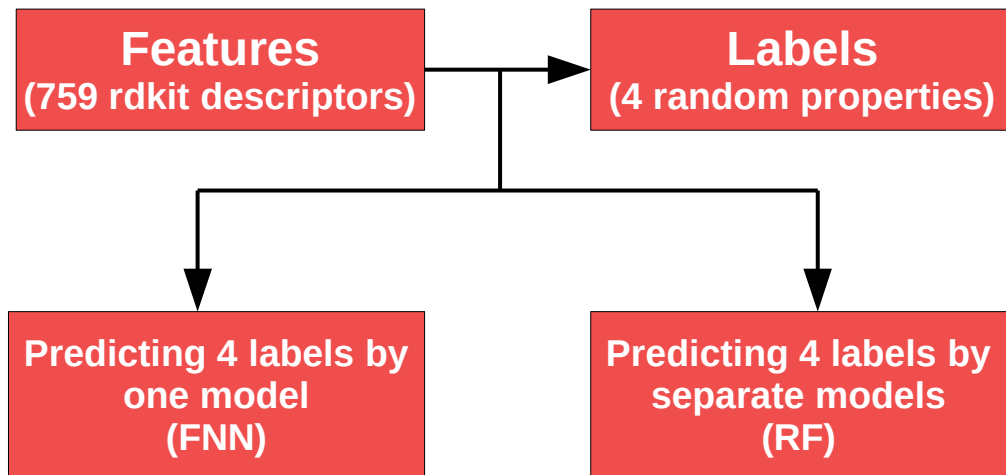 Features
(759 rdkit descriptors)
Labels
(4 random properties)
Predicting 4 labels by
one model
(FNN)
Predicting 4 labels by
separate models
(RF)